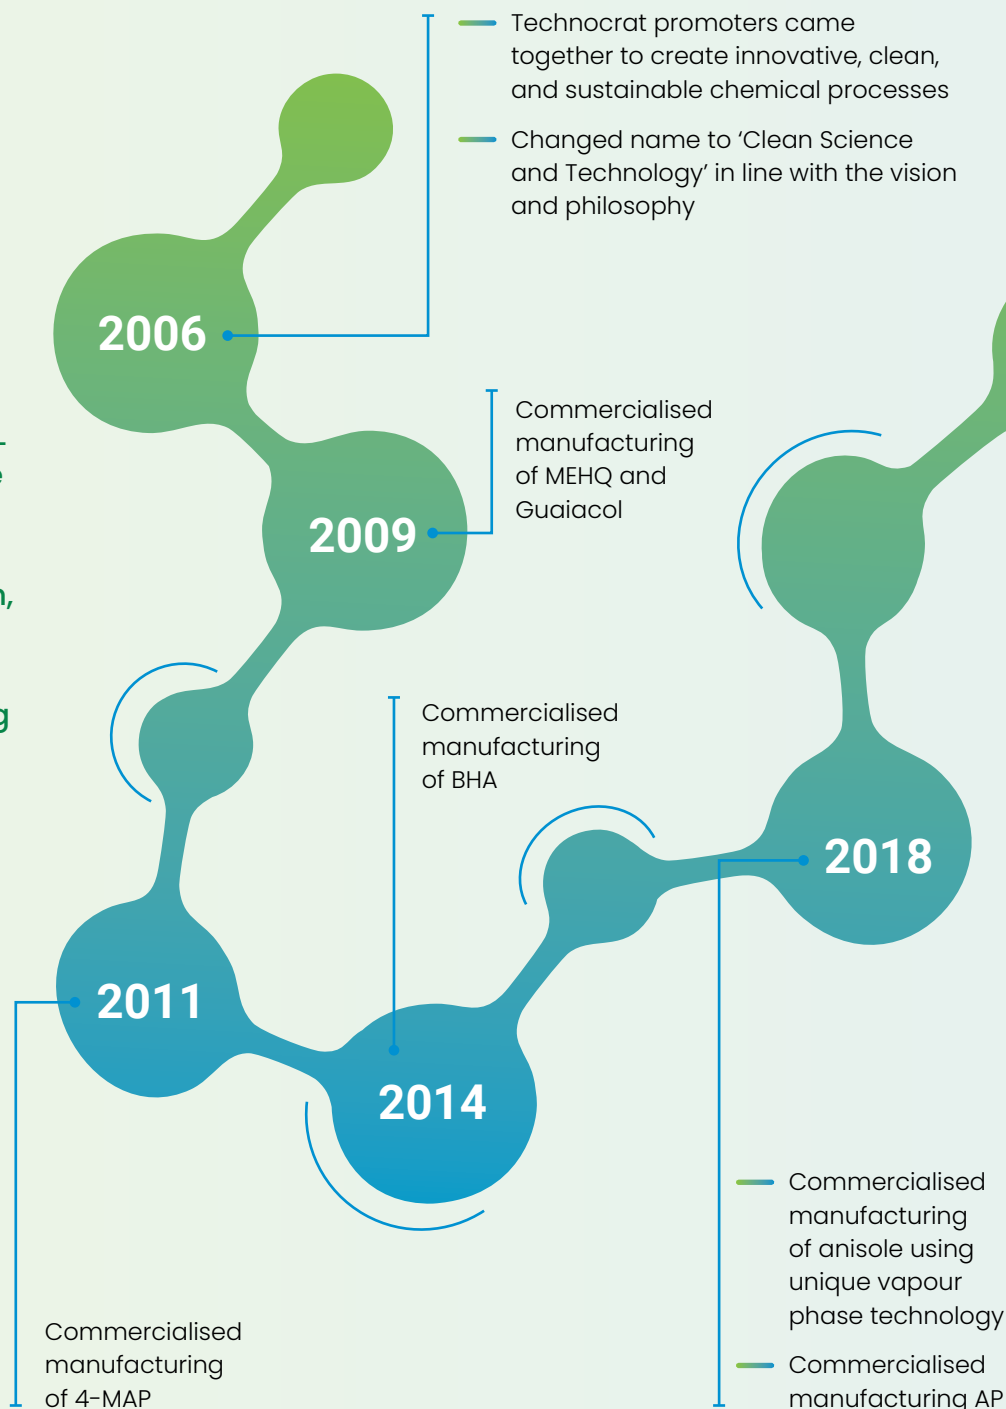 Technocrat promoters came
together to create innovative, clean,
and sustainable chemical processes
Changed name to ‘Clean Science
and Technology’ in line with the vision
and philosophy
2006
Commercialised
manufacturing
of MEHQ and
Guaiacol
2009
Commercialised
manufacturing
of BHA
2018
2011
2014
Commercialised
manufacturing
of anisole using
unique vapour
phase technology
Commercialised
manufacturing AP
Commercialised
manufacturing
of 4-MAP